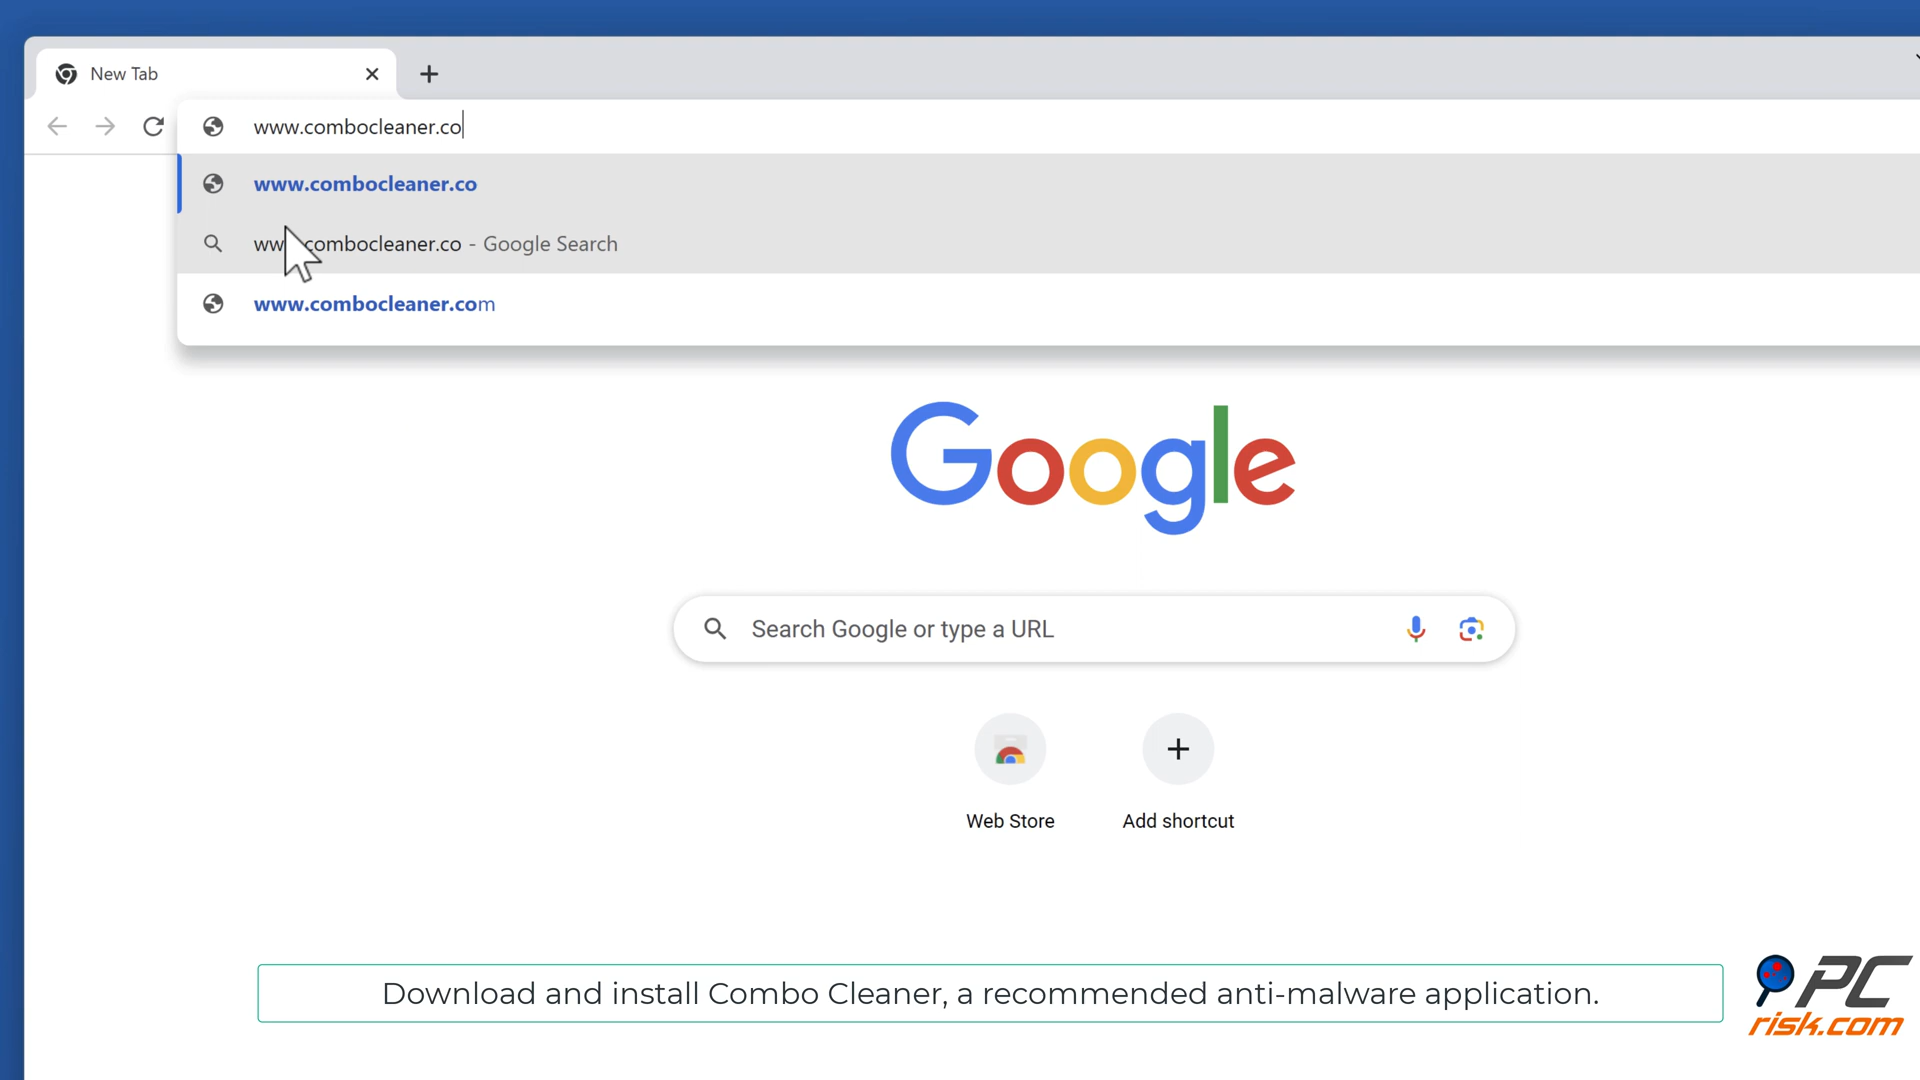 New Tab
www.combocleaner.co
www.combocleaner.co
combocleaner.co - Google Search
www.combocleaner.com
Google
Search Google or type a URL
Web Store
Add shortcut
Download and install Combo Cleaner, a recommended anti-malware application.
PC
risk.com